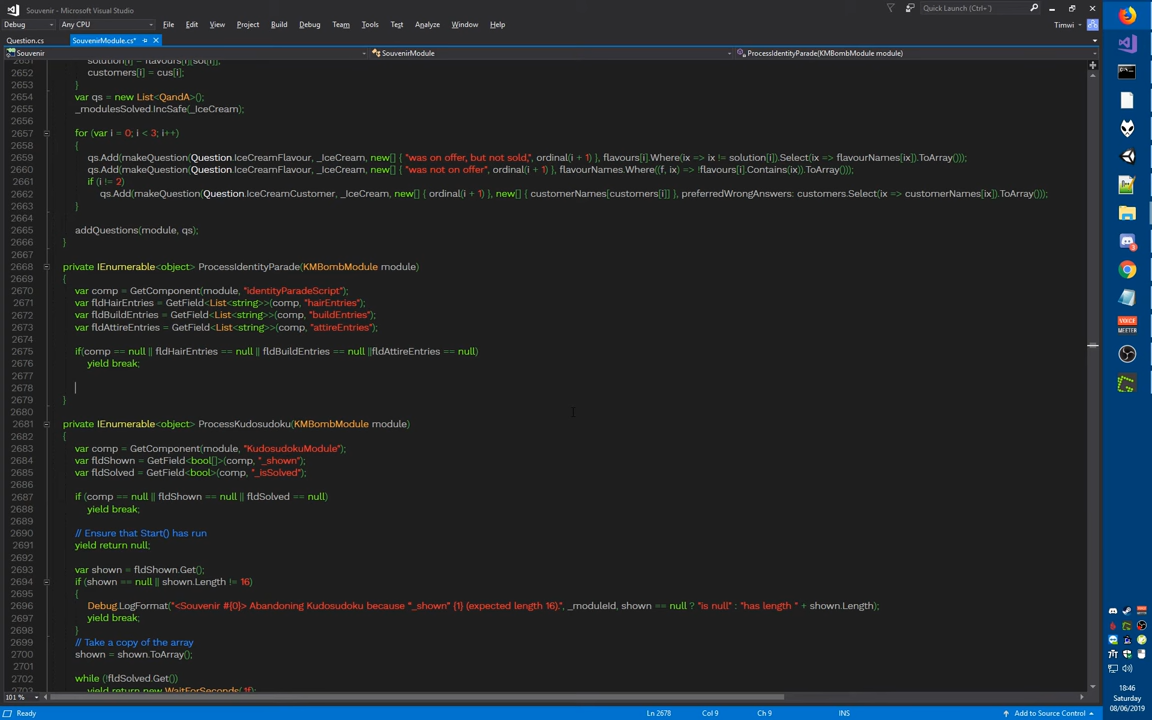 Souvenir - Microsoft Visual Studio
Quick Launch (Ctrl+')
File Edit View Project Build Debug Team Tools Test Analyze Window Help
Timwi
Debug Any CPU
Question.cs SouvenirModule.cs*
Souvenir SouvenirModule ProcessIdentityParade(KMBombModule module)
2651 solution[i] = flavours[i][sol[i]];
2652 customers[i] = cus[i];
2653 }
2654 var qs = new List<QandA>();
2655 _modulesSolved.IncSafe(_IceCream);
2656
2657 for (var i = 0; i < 3; i++)
2658 {
2659 qs.Add(makeQuestion(Question.IceCreamFlavour, _IceCream, new[] { "was on offer, but not sold,", ordinal(i + 1) }, flavours[i].Where(ix => ix != solution[i]).Select(ix => flavourNames[ix]).ToArray()));
2660 qs.Add(makeQuestion(Question.IceCreamFlavour, _IceCream, new[] { "was not on offer", ordinal(i + 1) }, flavourNames.Where((f, ix) => !flavours[i].Contains(ix)).ToArray()));
2661 if (i != 2)
2662 qs.Add(makeQuestion(Question.IceCreamCustomer, _IceCream, new[] { ordinal(i + 1) }, new[] { customerNames[customers[i]] }, preferredWrongAnswers: customers.Select(ix => customerNames[ix]).ToArray()));
2663 }
2664
2665 addQuestions(module, qs);
2666 }
2667
2668 private IEnumerable<object> ProcessIdentityParade(KMBombModule module)
2669 {
2670 var comp = GetComponent(module, "identityParadeScript");
2671 var fldHairEntries = GetField<List<string>>(comp, "hairEntries");
2672 var fldBuildEntries = GetField<List<string>>(comp, "buildEntries");
2673 var fldAttireEntries = GetField<List<string>>(comp, "attireEntries");
2674
2675 if(comp == null || fldHairEntries == null || fldBuildEntries == null ||fldAttireEntries == null)
2676 yield break;
2677
2678
2679 }
2680
2681 private IEnumerable<object> ProcessKudosudoku(KMBombModule module)
2682 {
2683 var comp = GetComponent(module, "KudosudokuModule");
2684 var fldShown = GetField<bool[]>(comp, "_shown");
2685 var fldSolved = GetField<bool>(comp, "_isSolved");
2686
2687 if (comp == null || fldShown == null || fldSolved == null)
2688 yield break;
2689
2690 // Ensure that Start() has run
2691 yield return null;
2692
2693 var shown = fldShown.Get();
2694 if (shown == null || shown.Length != 16)
2695 {
2696 Debug.LogFormat("<Souvenir #{0}> Abandoning Kudosudoku because "_shown" {1} (expected length 16).", _moduleId, shown == null ? "is null" : "has length " + shown.Length);
2697 yield break;
2698 }
2699 // Take a copy of the array
2700 shown = shown.ToArray();
2701
2702 while (!fldSolved.Get())
2703 yield return new WaitForSeconds(.1f);
101 %
Ready Ln 2678 Col 9 Ch 9 INS Add to Source Control
VOICE
MEETER
18:46
Saturday
08/06/2019